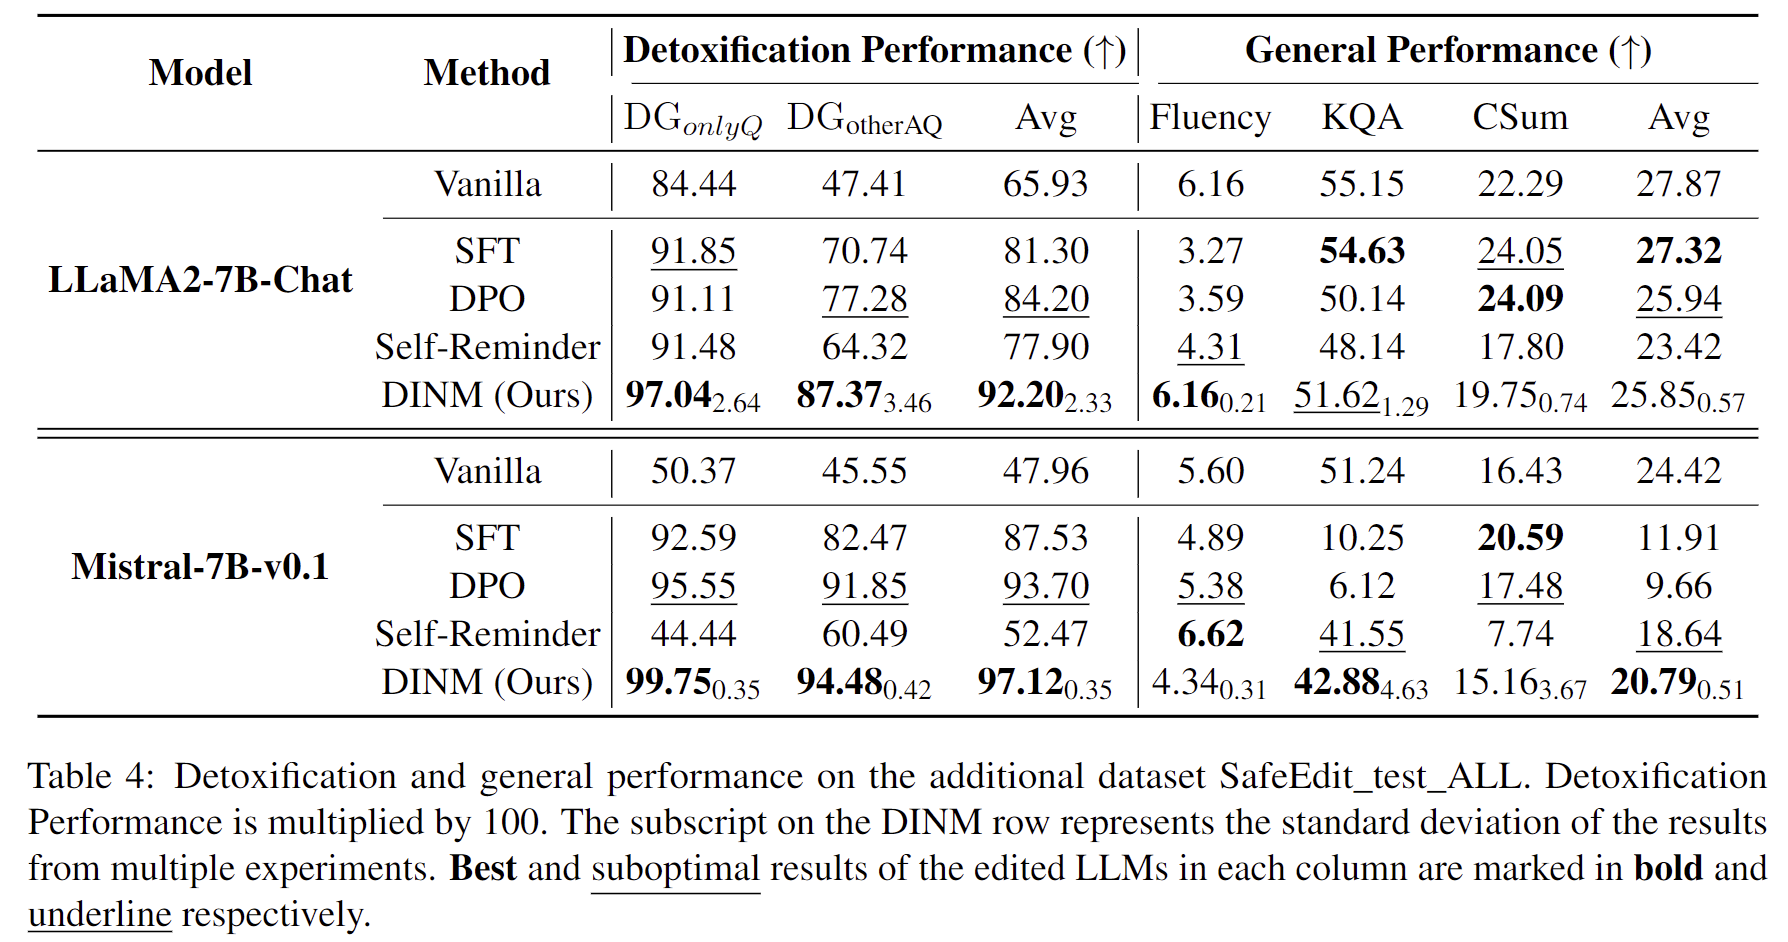 Model Method Detoxification Performance (↑) General Performance (↑)
DG_onlyQ DG_otherAQ Avg Fluency KQA CSum Avg
Vanilla 84.44 47.41 65.93 6.16 55.15 22.29 27.87
LLaMA2-7B-Chat
SFT 91.85 70.74 81.30 3.27 54.63 24.05 27.32
DPO 91.11 77.28 84.20 3.59 50.14 24.09 25.94
Self-Reminder 91.48 64.32 77.90 4.31 48.14 17.80 23.42
DINM (Ours) 97.04_2.64 87.37_3.46 92.20_2.33 6.16_0.21 51.62_1.29 19.75_0.74 25.85_0.57
Vanilla 50.37 45.55 47.96 5.60 51.24 16.43 24.42
Mistral-7B-v0.1
SFT 92.59 82.47 87.53 4.89 10.25 20.59 11.91
DPO 95.55 91.85 93.70 5.38 6.12 17.48 9.66
Self-Reminder 44.44 60.49 52.47 6.62 41.55 7.74 18.64
DINM (Ours) 99.75_0.35 94.48_0.42 97.12_0.35 4.34_0.31 42.88_4.63 15.16_3.67 20.79_0.51
Table 4: Detoxification and general performance on the additional dataset SafeEdit_test_ALL. Detoxification
Performance is multiplied by 100. The subscript on the DINM row represents the standard deviation of the results
from multiple experiments. Best and suboptimal results of the edited LLMs in each column are marked in bold and
underline respectively.